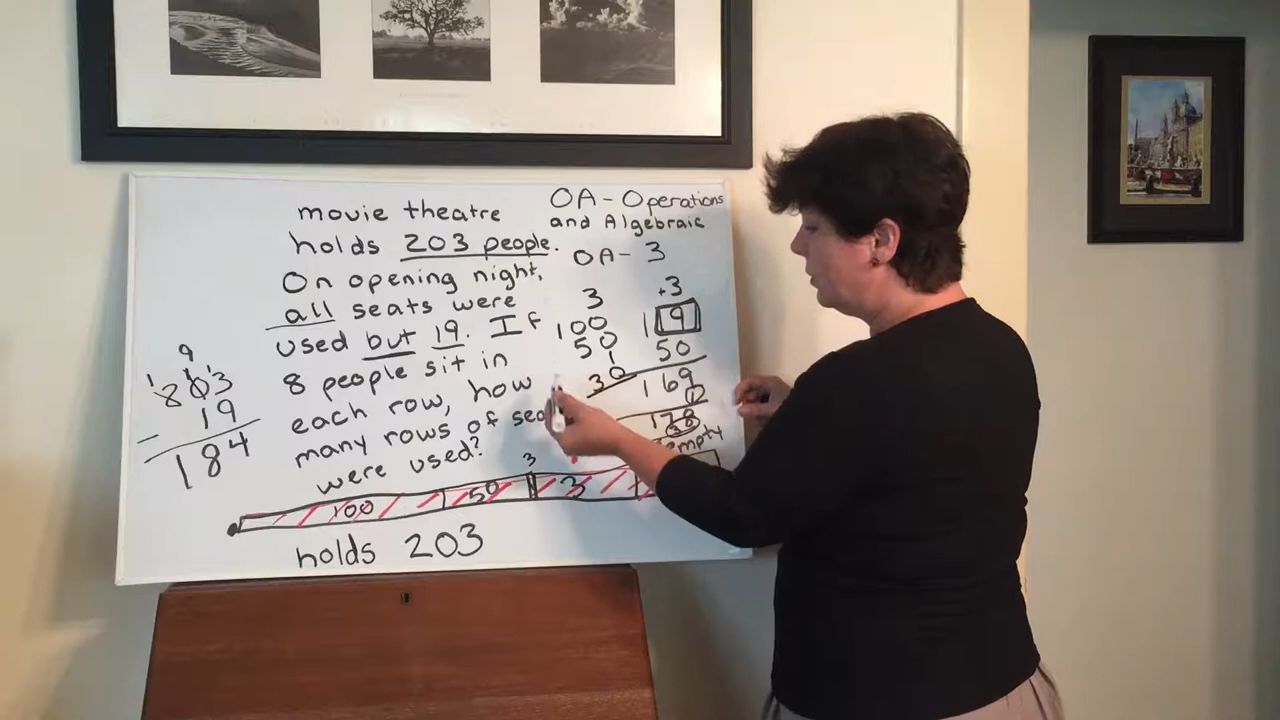 movie theatre
holds 203 people.
On opening night,
all seats were
used but 19. If
8 people sit in
each row, how
many rows of sea
were used?
OA - Operations
and Algebraic
OA - 3
3
100
50
30
+3
19
50
169
empty
803
19
184
3
100
50
3
holds 203